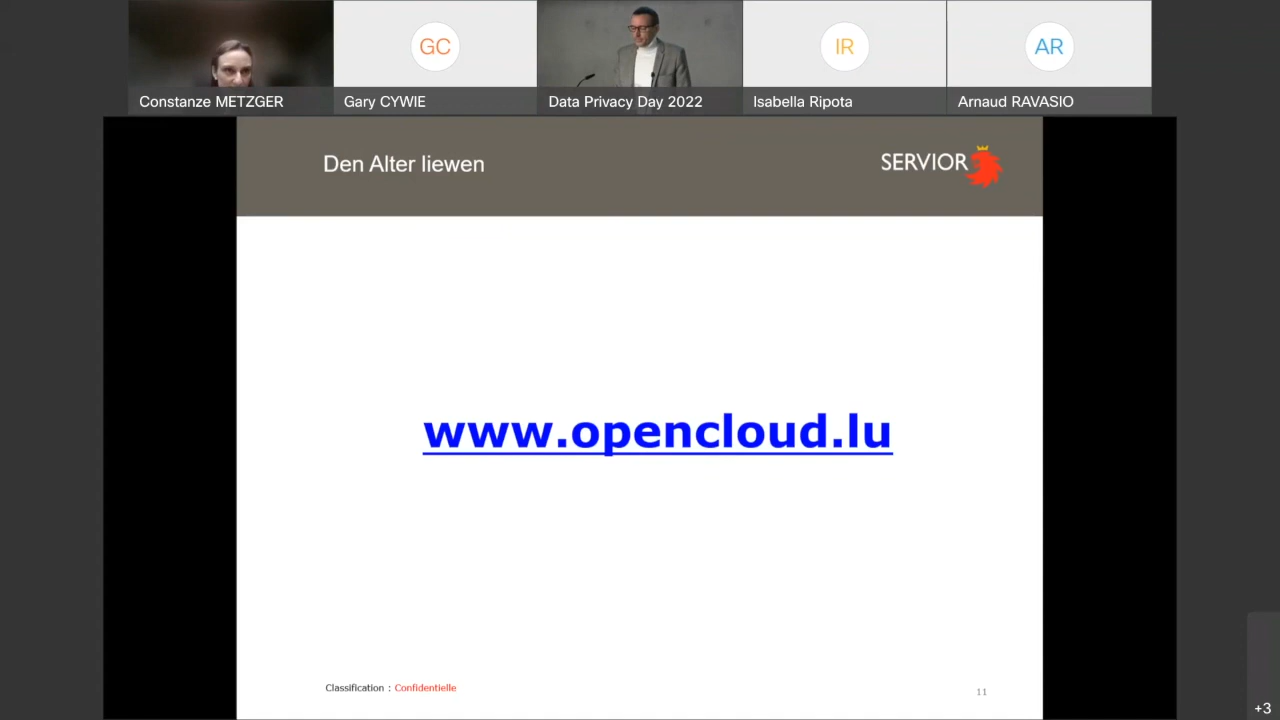 GC
IR
AR
Constanze METZGER
Gary CYWIE
Data Privacy Day 2022
Isabella Ripota
Arnaud RAVASIO
Den Alter liewen
SERVIOR
www.opencloud.lu
Classification : Confidentielle
11
+3